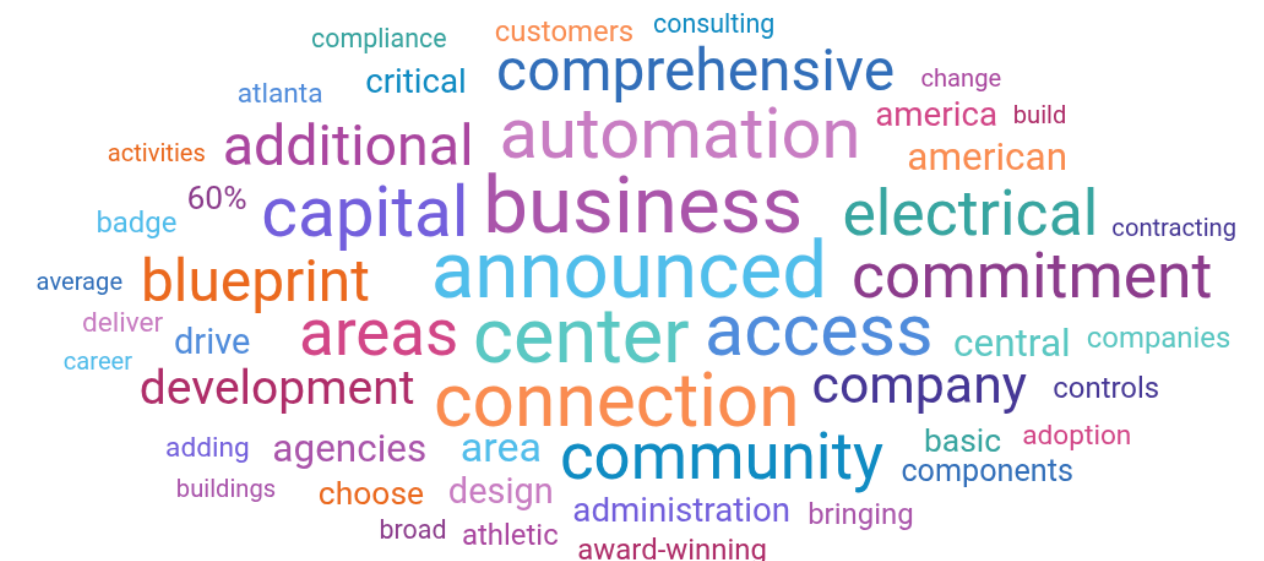 compliance customers consulting
atlanta critical comprehensive change
activities additional automation america build
american
badge 60% capital business electrical contracting
average blueprint announced commitment
deliver drive areas center access central companies
career development connection company controls
adding agencies area community basic adoption
components
buildings choose design administration bringing
broad athletic award-winning